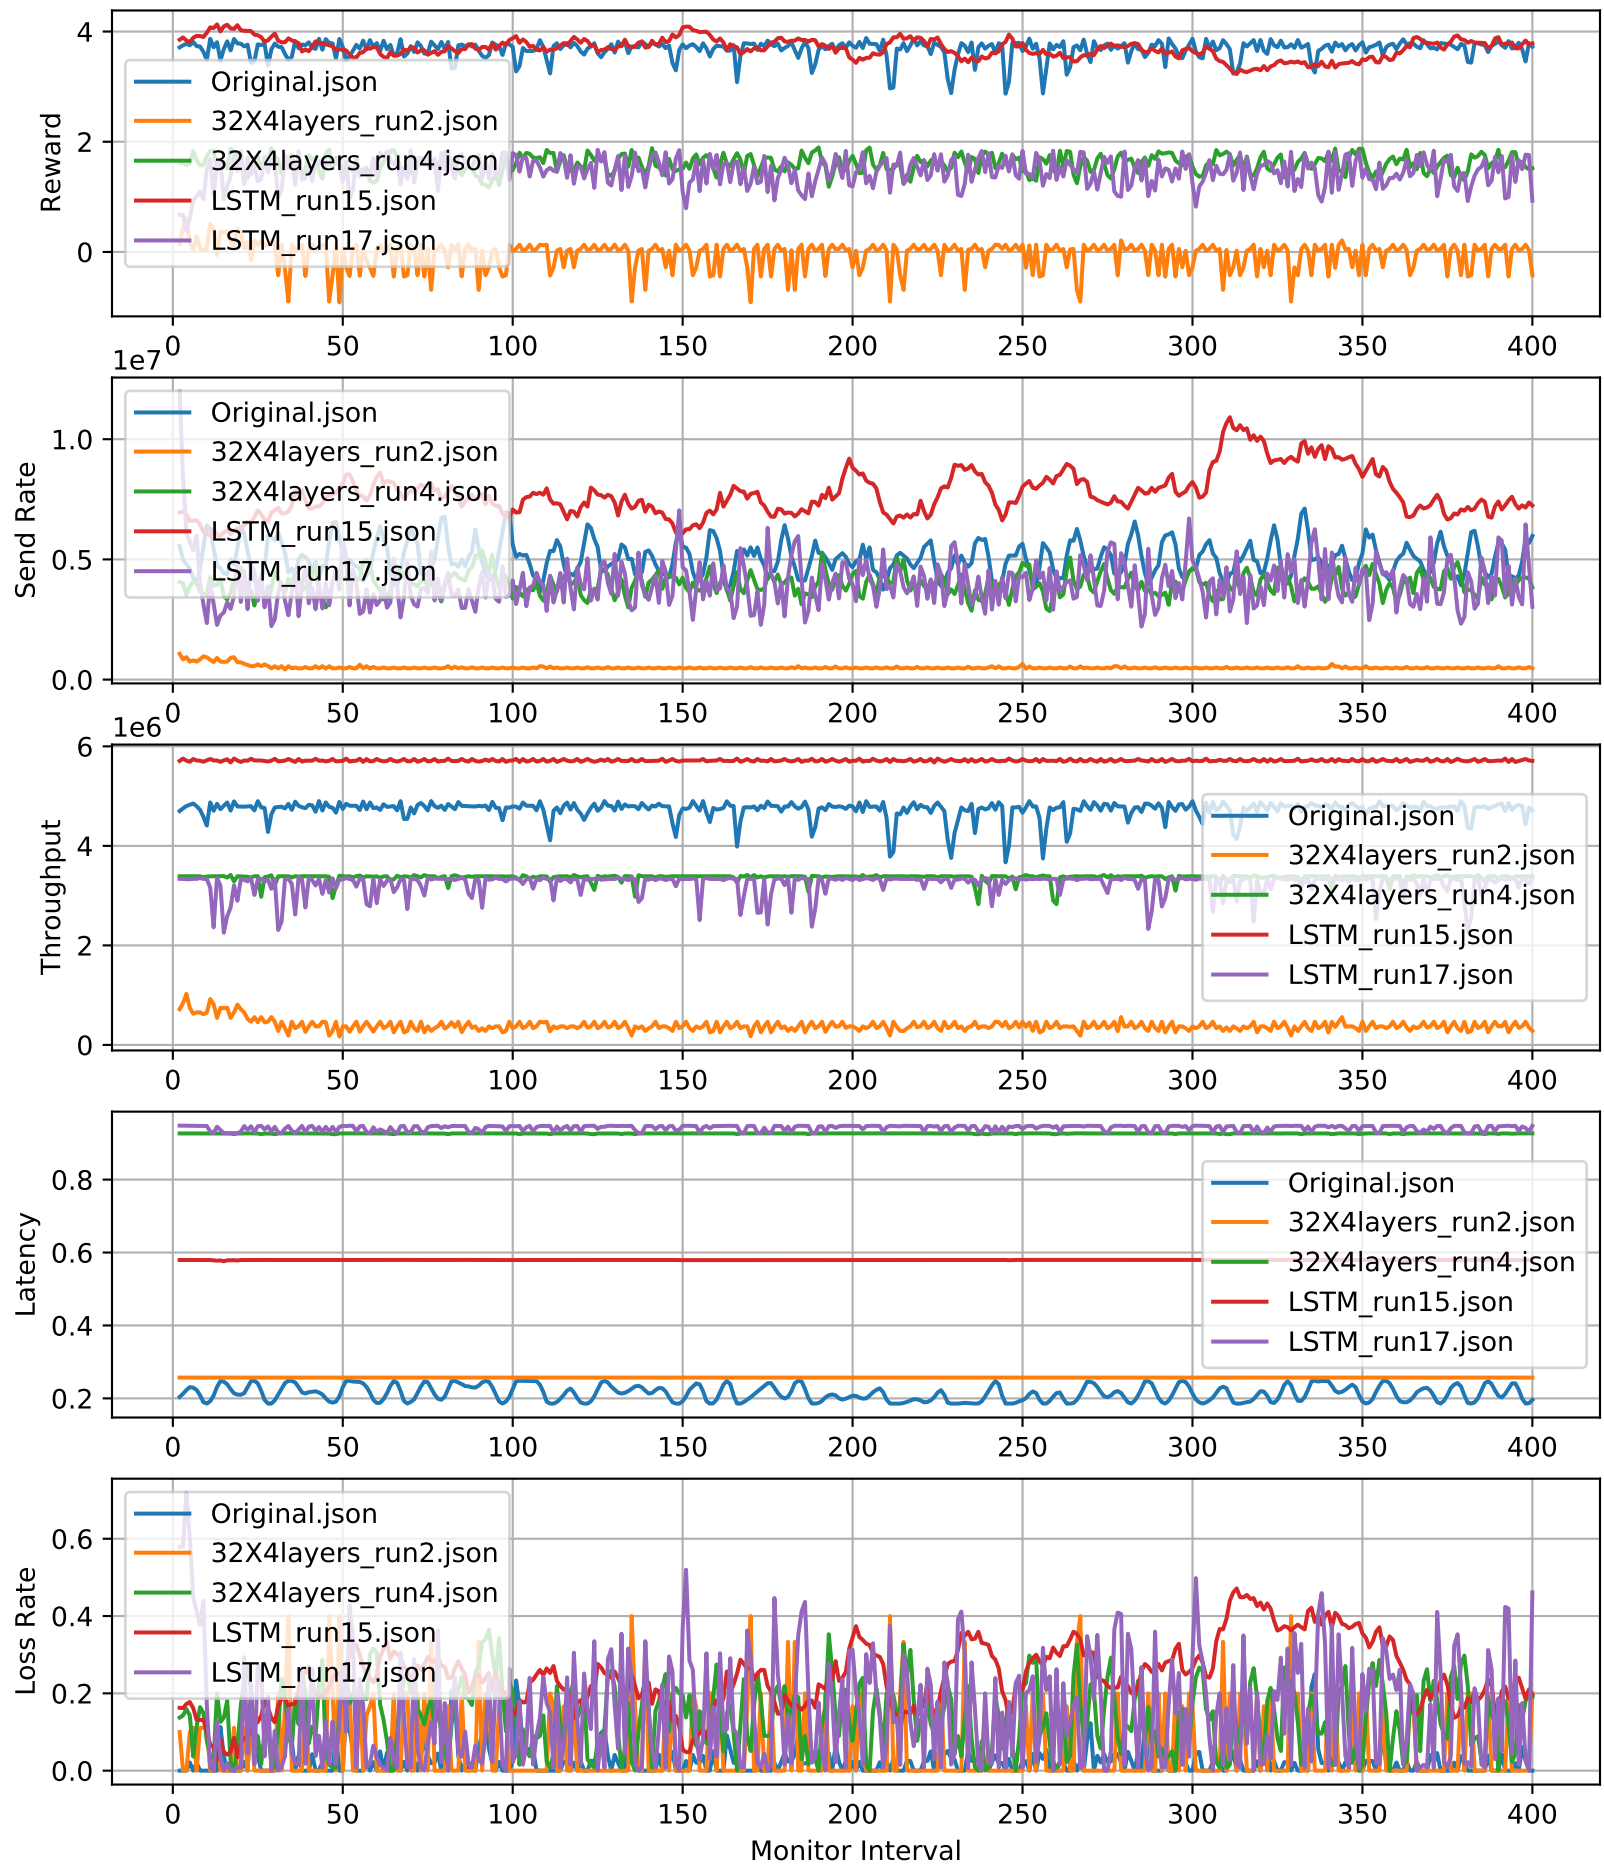 4
2
0
Reward
Original.json
32X4layers_run2.json
32X4layers_run4.json
LSTM_run15.json
LSTM_run17.json
0 50 100 150 200 250 300 350 400
1e7
1.0
0.5
0.0
Send Rate
Original.json
32X4layers_run2.json
32X4layers_run4.json
LSTM_run15.json
LSTM_run17.json
0 50 100 150 200 250 300 350 400
1e6
6
4
2
0
Throughput
Original.json
32X4layers_run2.json
32X4layers_run4.json
LSTM_run15.json
LSTM_run17.json
0 50 100 150 200 250 300 350 400
0.8
0.6
0.4
0.2
Latency
Original.json
32X4layers_run2.json
32X4layers_run4.json
LSTM_run15.json
LSTM_run17.json
0 50 100 150 200 250 300 350 400
0.6
0.4
0.2
0.0
Loss Rate
Original.json
32X4layers_run2.json
32X4layers_run4.json
LSTM_run15.json
LSTM_run17.json
0 50 100 150 200 250 300 350 400
Monitor Interval